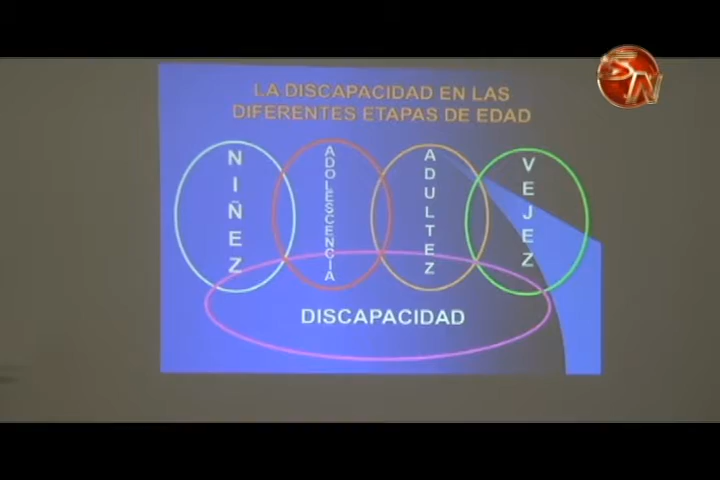 SN
LA DISCAPACIDAD EN LAS
DIFERENTES ETAPAS DE EDAD
NIÑEZ
ADOLESCENCIA
ADULTEZ
VEJEZ
DISCAPACIDAD